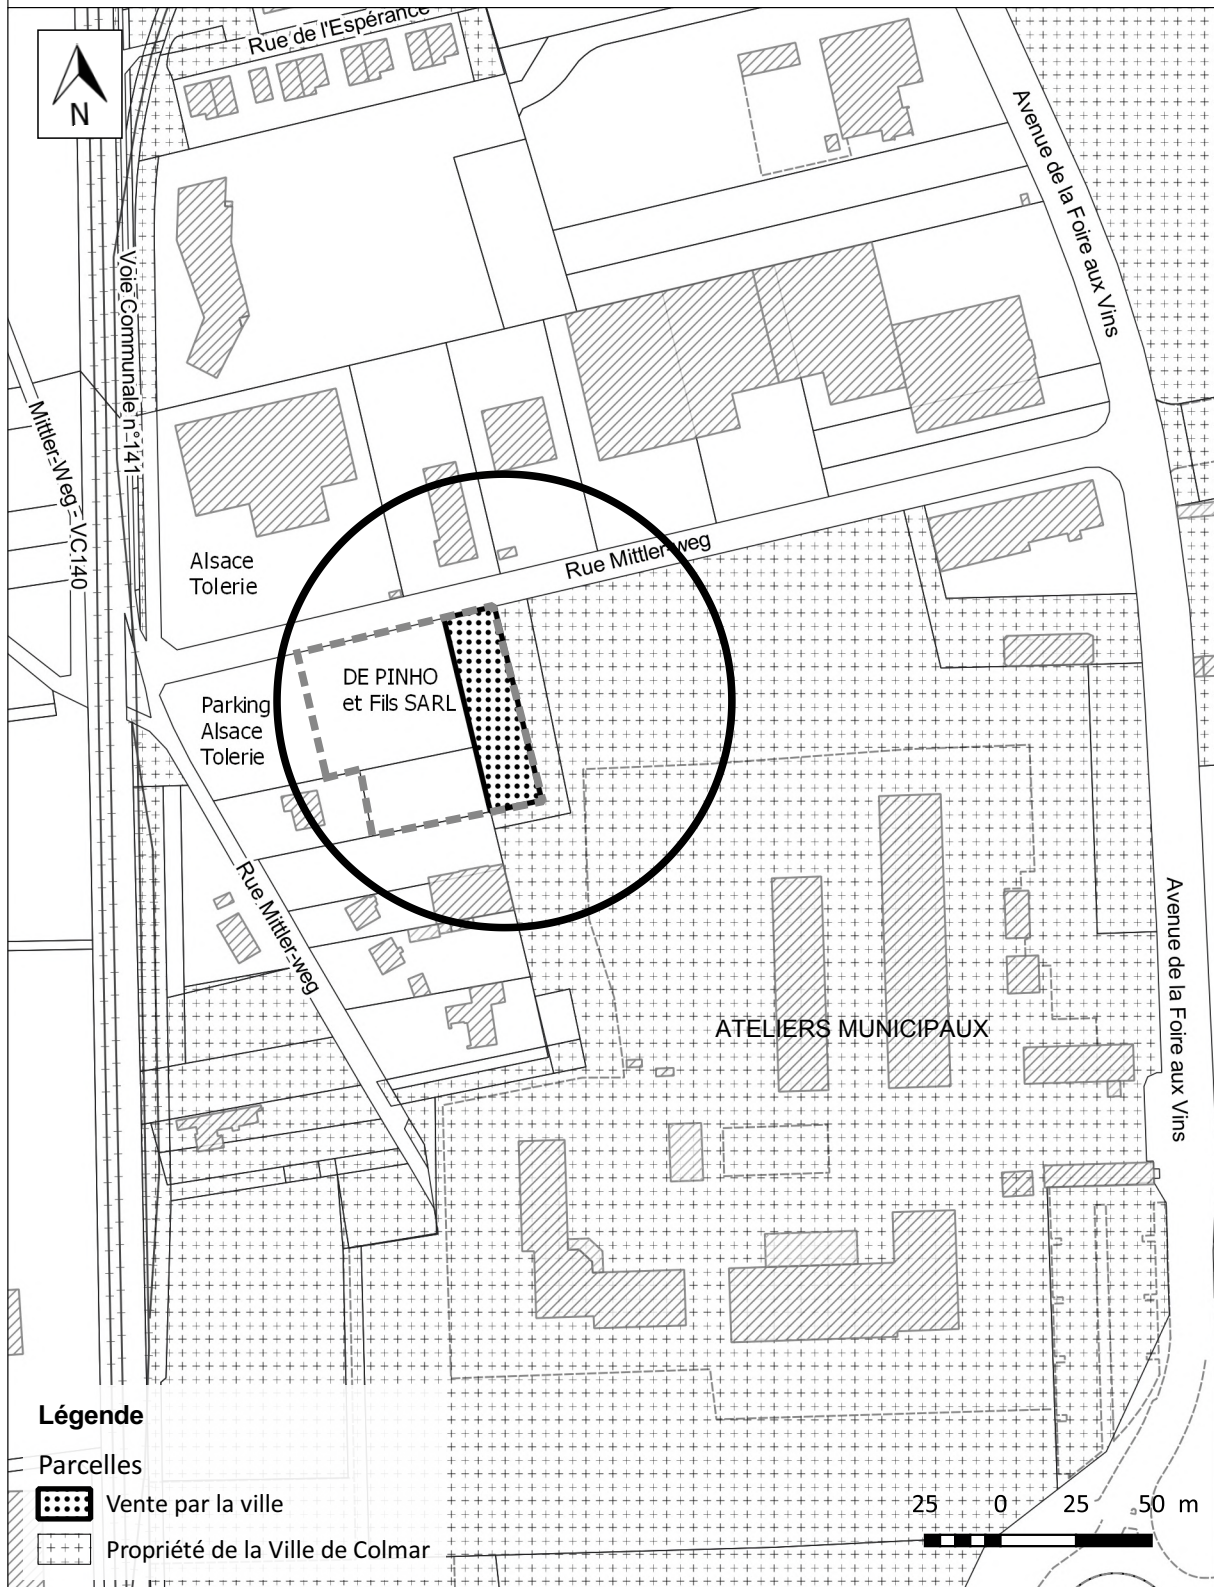 Rue de l'Espérance
N
Avenue de la Foire aux Vins
Voie Communale n°141
Mittler-Weg - VC.140
Alsace
Tolerie
Rue Mittler-weg
DE PINHO
et Fils SARL
Parking
Alsace
Tolerie
Rue Mittler-weg
Avenue de la Foire aux Vins
ATELIERS MUNICIPAUX
Légende
Parcelles
Vente par la ville
Propriété de la Ville de Colmar
25 0 25 50 m